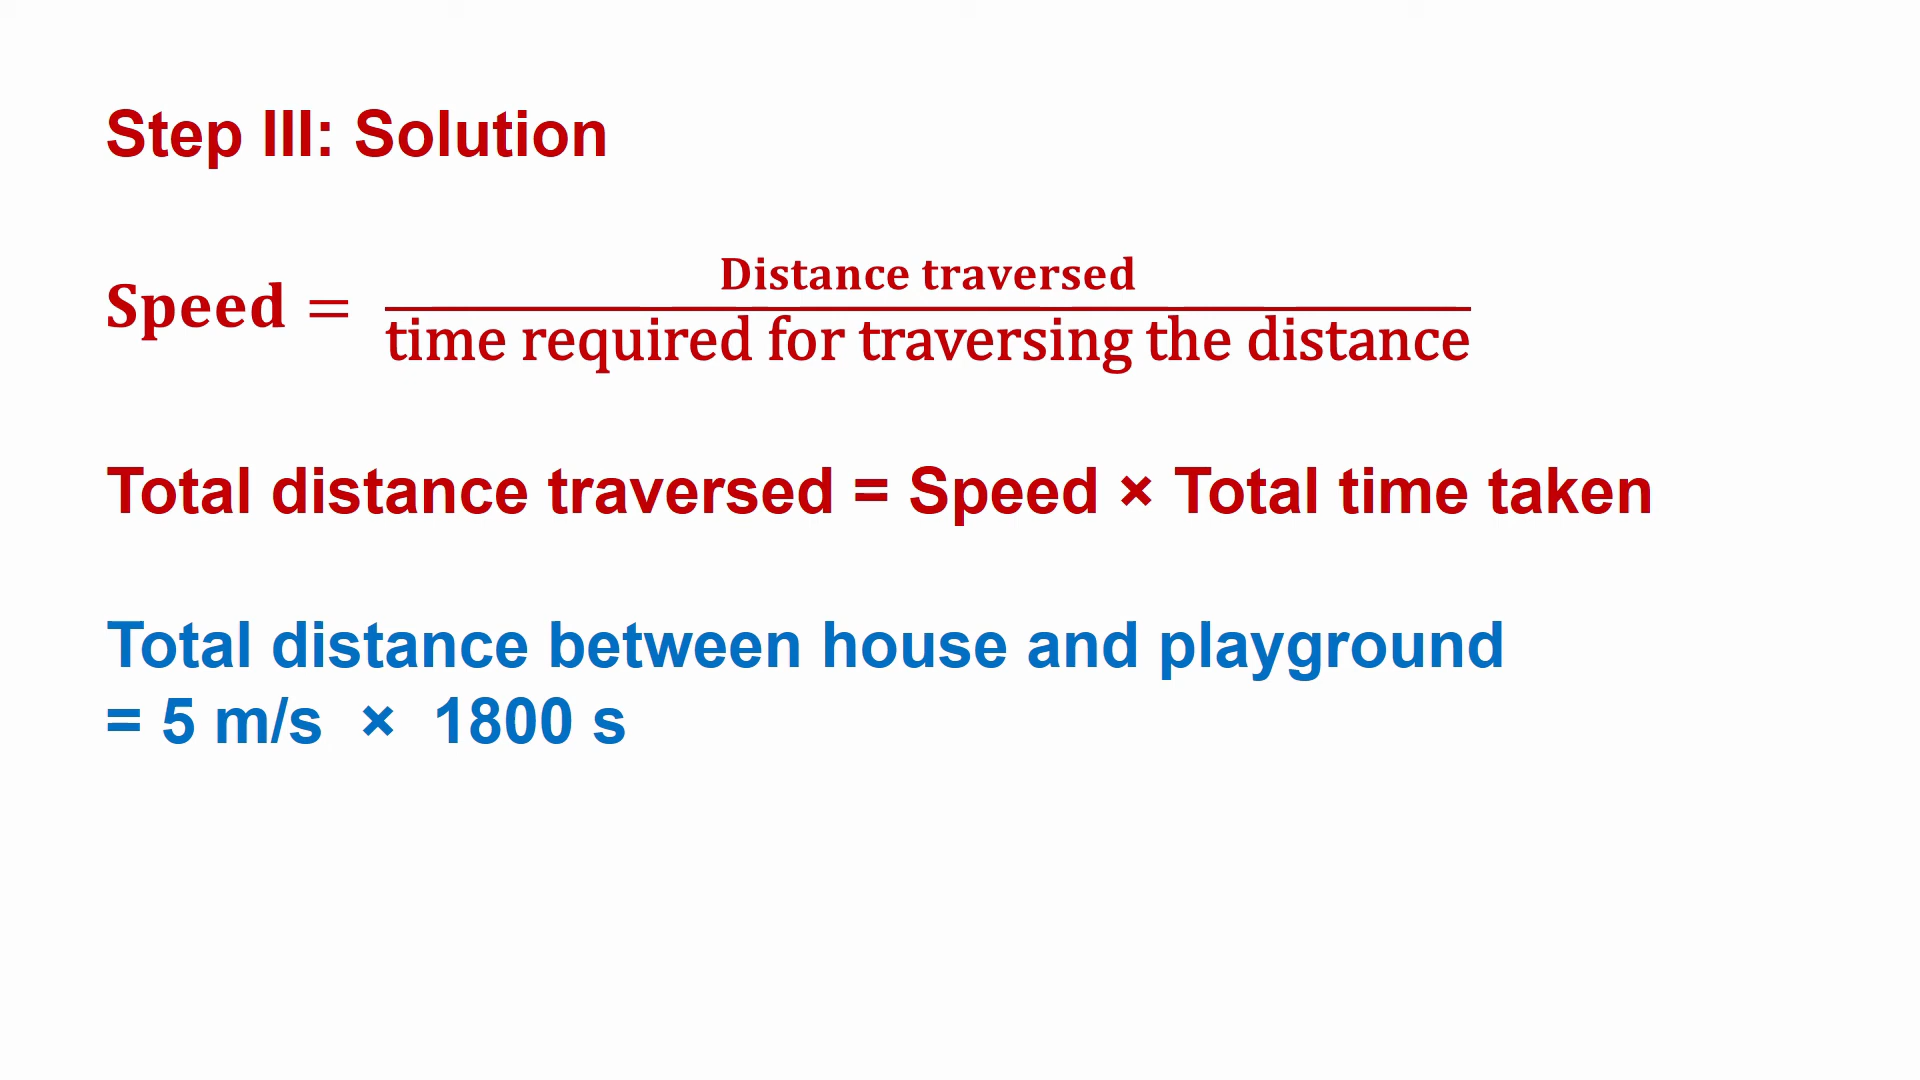 Step III: Solution
Distance traversed
Speed =
time required for traversing the distance
Total distance traversed = Speed × Total time taken
Total distance between house and playground
= 5 m/s × 1800 s